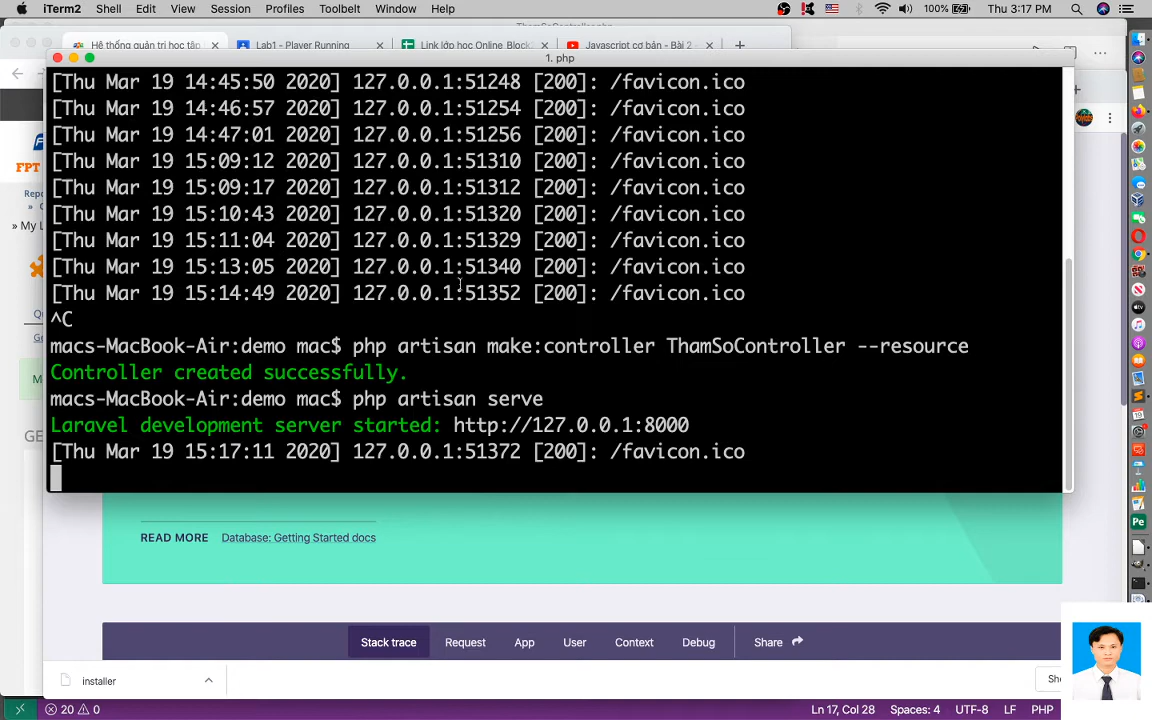 iTerm2 Shell Edit View Session Profiles Toolbelt Window Help 100% Thu 3:17 PM
ThamSoController.php
Hệ thống quản trị học tập Lab1 - Player Running Link lớp học Online_Block Javascript cơ bản - Bài 2 -
1. php
[Thu Mar 19 14:45:50 2020] 127.0.0.1:51248 [200]: /favicon.ico
[Thu Mar 19 14:46:57 2020] 127.0.0.1:51254 [200]: /favicon.ico
[Thu Mar 19 14:47:01 2020] 127.0.0.1:51256 [200]: /favicon.ico
[Thu Mar 19 15:09:12 2020] 127.0.0.1:51310 [200]: /favicon.ico
[Thu Mar 19 15:09:17 2020] 127.0.0.1:51312 [200]: /favicon.ico
[Thu Mar 19 15:10:43 2020] 127.0.0.1:51320 [200]: /favicon.ico
[Thu Mar 19 15:11:04 2020] 127.0.0.1:51329 [200]: /favicon.ico
[Thu Mar 19 15:13:05 2020] 127.0.0.1:51340 [200]: /favicon.ico
[Thu Mar 19 15:14:49 2020] 127.0.0.1:51352 [200]: /favicon.ico
^C
macs-MacBook-Air:demo mac$ php artisan make:controller ThamSoController --resource
Controller created successfully.
macs-MacBook-Air:demo mac$ php artisan serve
Laravel development server started: http://127.0.0.1:8000
[Thu Mar 19 15:17:11 2020] 127.0.0.1:51372 [200]: /favicon.ico
FPT
Repo
» My L
Qu
GE
READ MORE Database: Getting Started docs
Stack trace Request App User Context Debug Share
installer
20 0 Ln 17, Col 28 Spaces: 4 UTF-8 LF PHP